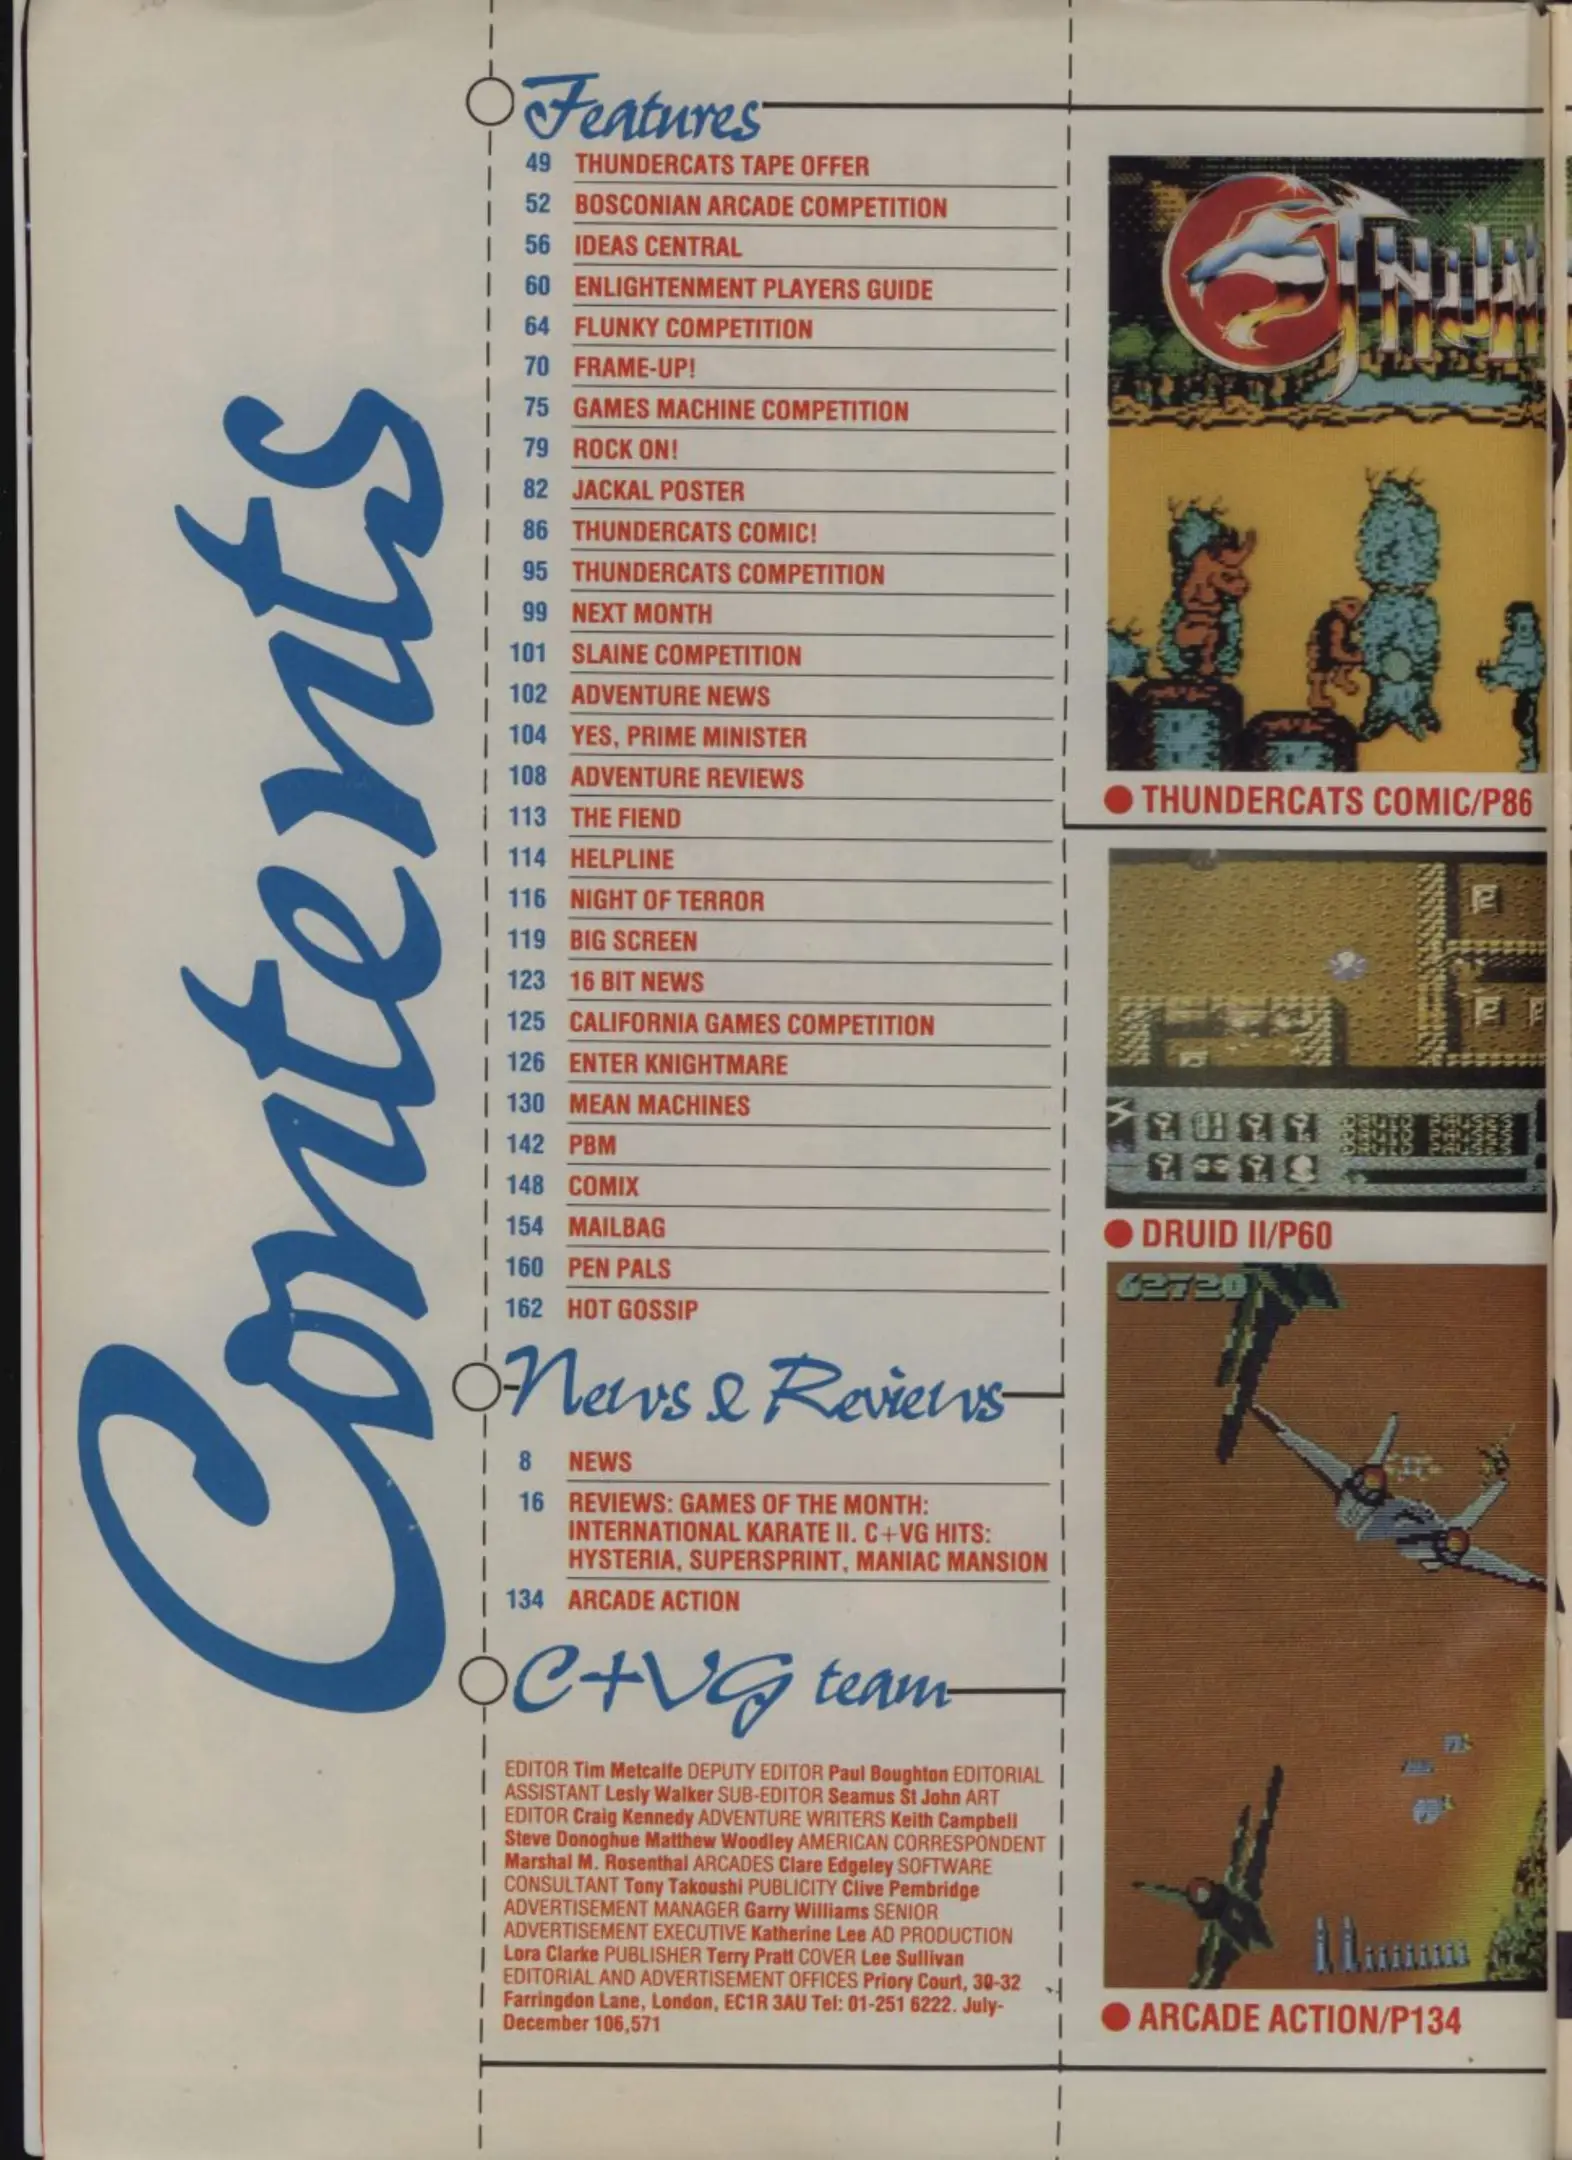 Contents
Features
49 THUNDERCATS TAPE OFFER
52 BOSCONIAN ARCADE COMPETITION
56 IDEAS CENTRAL
60 ENLIGHTENMENT PLAYERS GUIDE
64 FLUNKY COMPETITION
70 FRAME-UP!
75 GAMES MACHINE COMPETITION
79 ROCK ON!
82 JACKAL POSTER
86 THUNDERCATS COMIC!
95 THUNDERCATS COMPETITION
99 NEXT MONTH
101 SLAINE COMPETITION
102 ADVENTURE NEWS
104 YES, PRIME MINISTER
108 ADVENTURE REVIEWS
113 THE FIEND
114 HELPLINE
116 NIGHT OF TERROR
119 BIG SCREEN
123 16 BIT NEWS
125 CALIFORNIA GAMES COMPETITION
126 ENTER KNIGHTMARE
130 MEAN MACHINES
142 PBM
148 COMIX
154 MAILBAG
160 PEN PALS
162 HOT GOSSIP
News & Reviews
8 NEWS
16 REVIEWS: GAMES OF THE MONTH:
INTERNATIONAL KARATE II. C+VG HITS:
HYSTERIA, SUPERSPRINT, MANIAC MANSION
134 ARCADE ACTION
C+VG team
EDITOR Tim Metcalfe DEPUTY EDITOR Paul Boughton EDITORIAL
ASSISTANT Lesly Walker SUB-EDITOR Seamus St John ART
EDITOR Craig Kennedy ADVENTURE WRITERS Keith Campbell
Steve Donoghue Matthew Woodley AMERICAN CORRESPONDENT
Marshal M. Rosenthal ARCADES Clare Edgeley SOFTWARE
CONSULTANT Tony Takoushi PUBLICITY Clive Pembridge
ADVERTISEMENT MANAGER Garry Williams SENIOR
ADVERTISEMENT EXECUTIVE Katherine Lee AD PRODUCTION
Lora Clarke PUBLISHER Terry Pratt COVER Lee Sullivan
EDITORIAL AND ADVERTISEMENT OFFICES Priory Court, 30-32
Farringdon Lane, London, EC1R 3AU Tel: 01-251 6222. July-
December 106,571
THUN
● THUNDERCATS COMIC/P86
DRUID PAUSES
DRUID PAUSES
● DRUID II/P60
62720
● ARCADE ACTION/P134